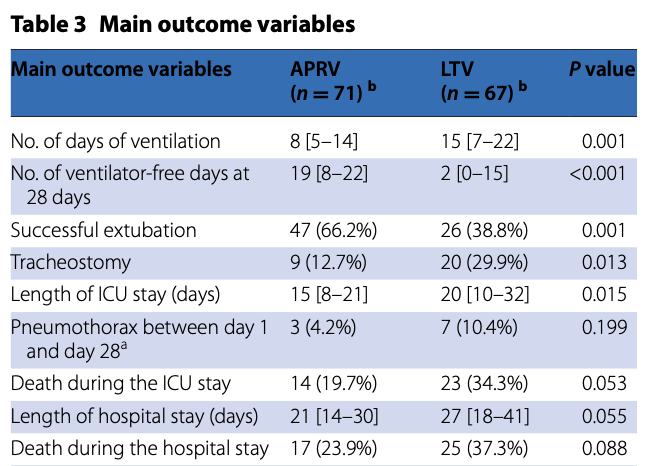 Table 3 Main outcome variables
Main outcome variables APRV LTV P value
(n = 71) b (n = 67) b
No. of days of ventilation 8 [5–14] 15 [7–22] 0.001
No. of ventilator-free days at 19 [8–22] 2 [0–15] <0.001
28 days
Successful extubation 47 (66.2%) 26 (38.8%) 0.001
Tracheostomy 9 (12.7%) 20 (29.9%) 0.013
Length of ICU stay (days) 15 [8–21] 20 [10–32] 0.015
Pneumothorax between day 1 3 (4.2%) 7 (10.4%) 0.199
and day 28a
Death during the ICU stay 14 (19.7%) 23 (34.3%) 0.053
Length of hospital stay (days) 21 [14–30] 27 [18–41] 0.055
Death during the hospital stay 17 (23.9%) 25 (37.3%) 0.088